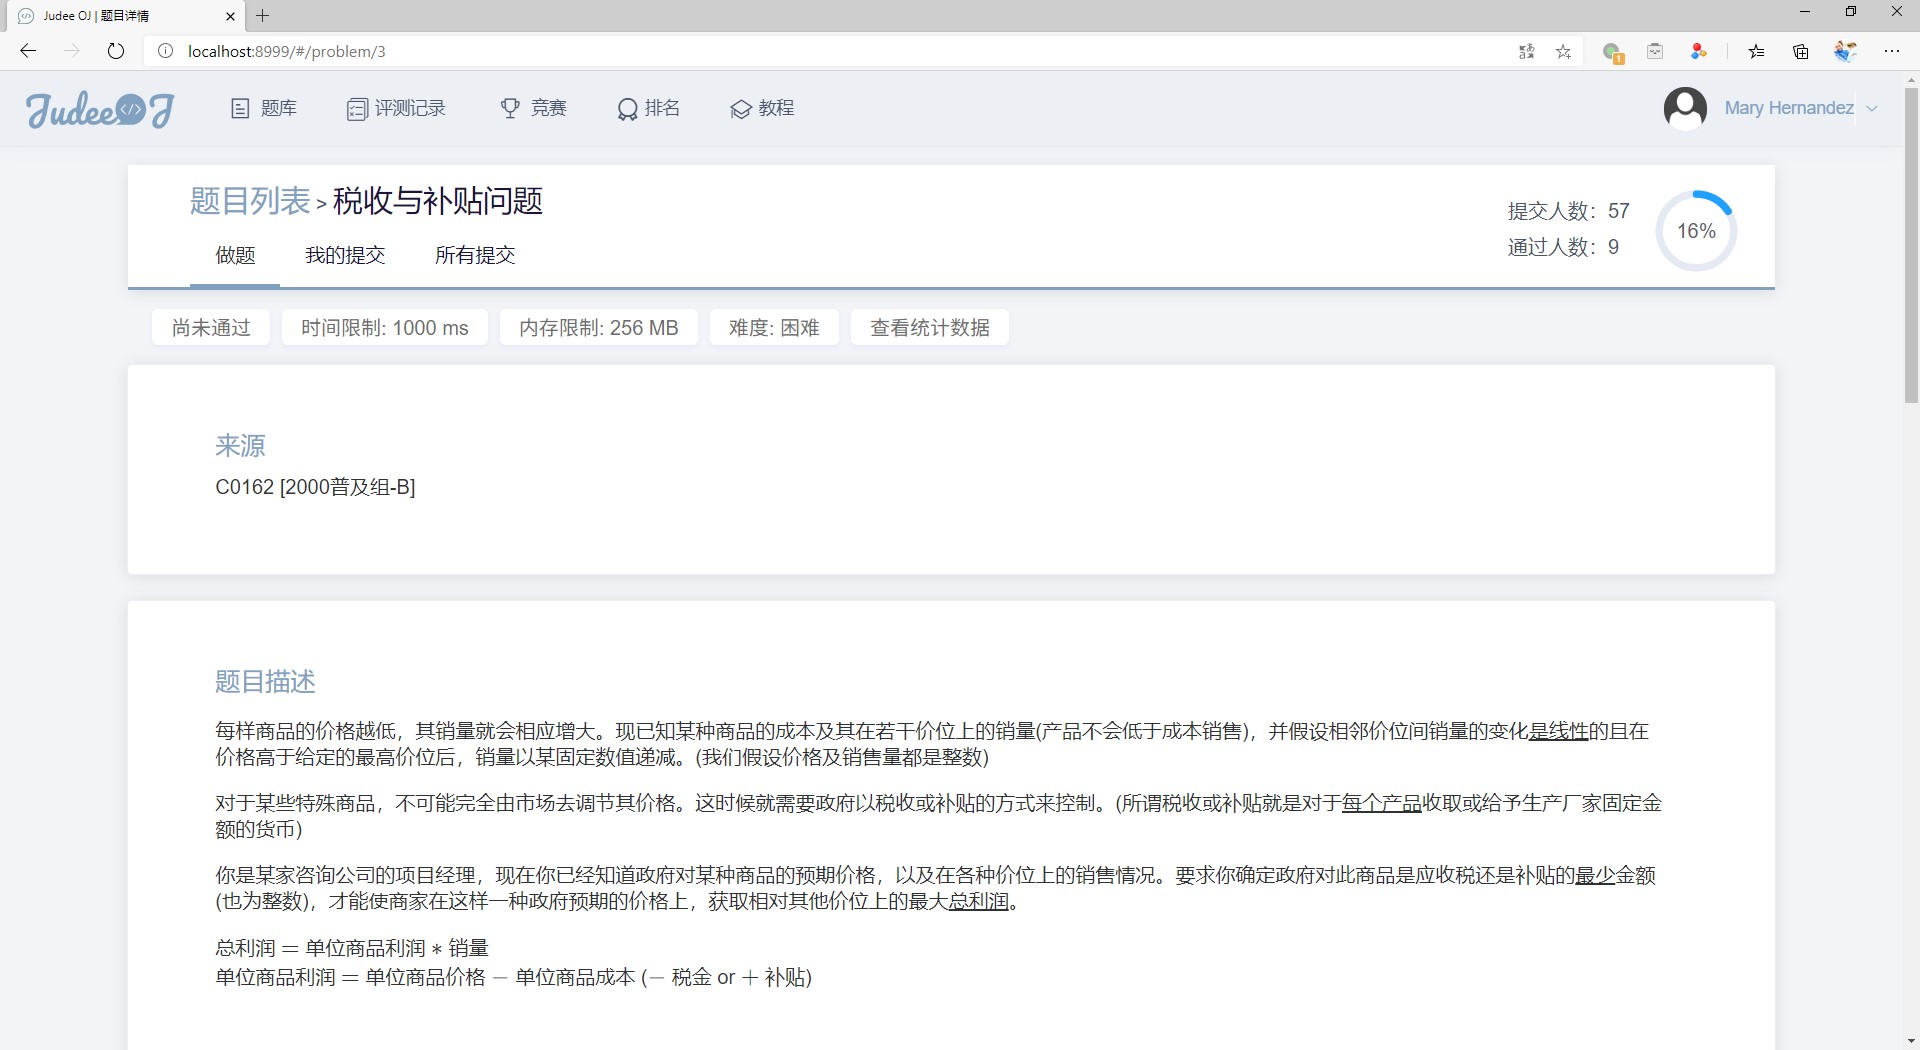 Judee OJ | 题目详情
localhost:8999/#/problem/3
1
JudeeOJ
题库
评测记录
竞赛
排名
教程
Mary Hernandez
题目列表 > 税收与补贴问题
提交人数: 57
通过人数: 9
16%
做题
我的提交
所有提交
尚未通过
时间限制: 1000 ms
内存限制: 256 MB
难度: 困难
查看统计数据
来源
C0162 [2000普及组-B]
题目描述
每样商品的价格越低，其销量就会相应增大。现已知某种商品的成本及其在若干价位上的销量(产品不会低于成本销售)，并假设相邻价位间销量的变化是线性的且在
价格高于给定的最高价位后，销量以某固定数值递减。(我们假设价格及销售量都是整数)
对于某些特殊商品，不可能完全由市场去调节其价格。这时候就需要政府以税收或补贴的方式来控制。(所谓税收或补贴就是对于每个产品收取或给予生产厂家固定金
额的货币)
你是某家咨询公司的项目经理，现在你已经知道政府对某种商品的预期价格，以及在各种价位上的销售情况。要求你确定政府对此商品是应收税还是补贴的最少金额
(也为整数)，才能使商家在这样一种政府预期的价格上，获取相对其他价位上的最大总利润。
总利润 = 单位商品利润 * 销量
单位商品利润 = 单位商品价格 − 单位商品成本 (− 税金 or + 补贴)